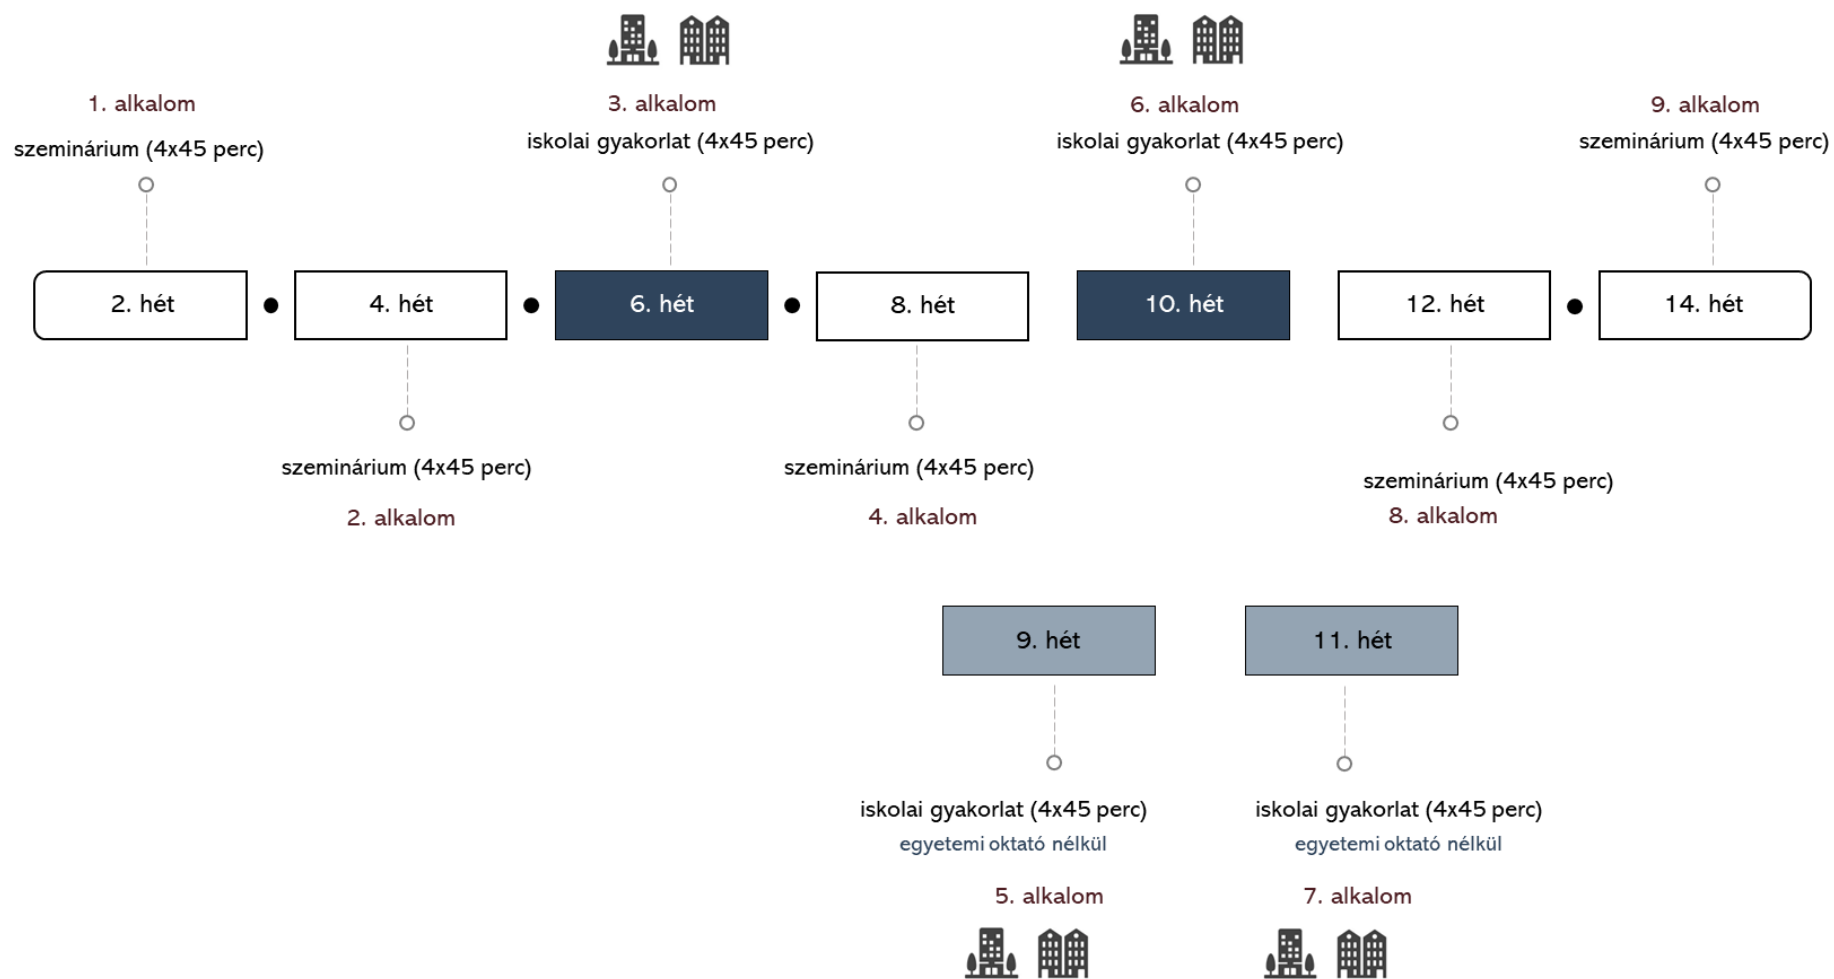 1. alkalom
szeminárium (4x45 perc)
3. alkalom
iskolai gyakorlat (4x45 perc)
6. alkalom
iskolai gyakorlat (4x45 perc)
9. alkalom
szeminárium (4x45 perc)
2. hét
4. hét
6. hét
8. hét
10. hét
12. hét
14. hét
szeminárium (4x45 perc)
2. alkalom
szeminárium (4x45 perc)
4. alkalom
szeminárium (4x45 perc)
8. alkalom
9. hét
11. hét
iskolai gyakorlat (4x45 perc)
egyetemi oktató nélkül
5. alkalom
iskolai gyakorlat (4x45 perc)
egyetemi oktató nélkül
7. alkalom